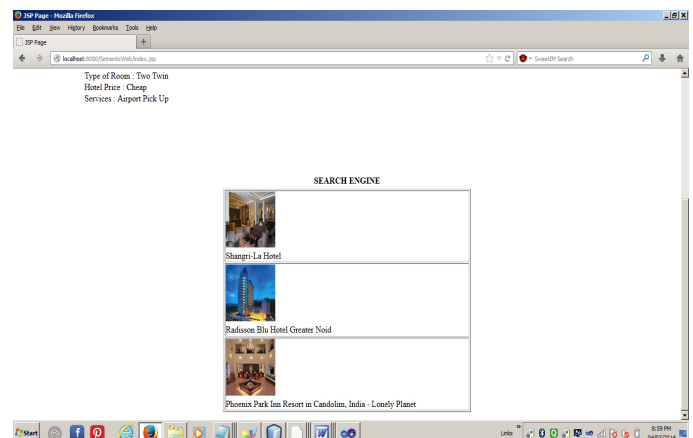 JSP Page - Mozilla Firefox
File Edit View History Bookmarks Tools Help
JSP Page
localhost:8080/SemanticWeb/index.jsp
SweetIM Search
Type of Room : Two Twin
Hotel Price : Cheap
Services : Airport Pick Up
SEARCH ENGINE
Shangri-La Hotel
Radisson Blu Hotel Greater Noid
Phoenix Park Inn Resort in Candolim, India - Lonely Planet
Start
Links
8:59 PM